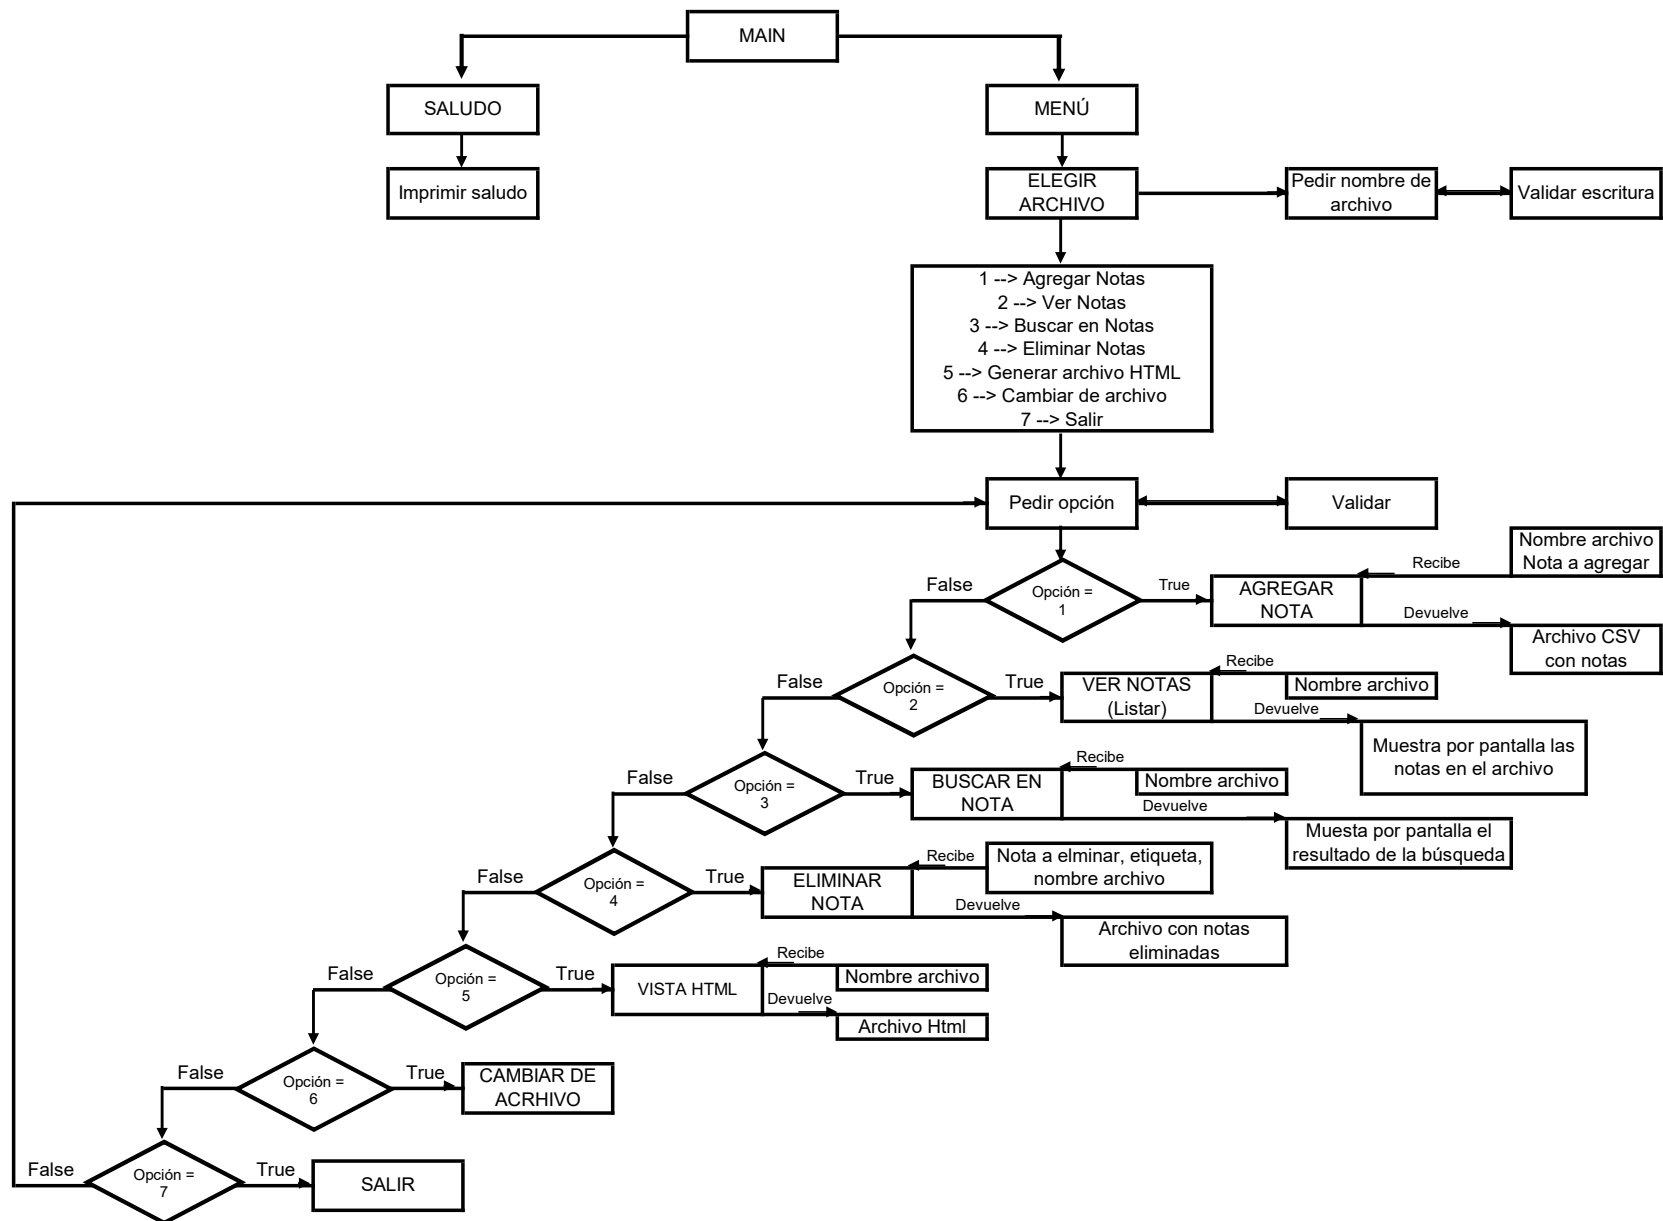 MAIN
SALUDO
MENÚ
Imprimir saludo
ELEGIR
ARCHIVO
Pedir nombre de
archivo
Validar escritura
1 --> Agregar Notas
2 --> Ver Notas
3 --> Buscar en Notas
4 --> Eliminar Notas
5 --> Generar archivo HTML
6 --> Cambiar de archivo
7 --> Salir
Pedir opción
Validar
False
Opción =
1
True
AGREGAR
NOTA
Recibe
Nombre archivo
Nota a agregar
Devuelve
Archivo CSV
con notas
False
Opción =
2
True
VER NOTAS
(Listar)
Recibe
Nombre archivo
Devuelve
Muestra por pantalla las
notas en el archivo
False
Opción =
3
True
BUSCAR EN
NOTA
Recibe
Nombre archivo
Devuelve
Muesta por pantalla el
resultado de la búsqueda
False
Opción =
4
True
ELIMINAR
NOTA
Recibe
Nota a elminar, etiqueta,
nombre archivo
Devuelve
Archivo con notas
eliminadas
False
Opción =
5
True
VISTA HTML
Recibe
Nombre archivo
Devuelve
Archivo Html
False
Opción =
6
True
CAMBIAR DE
ACRHIVO
False
Opción =
7
True
SALIR